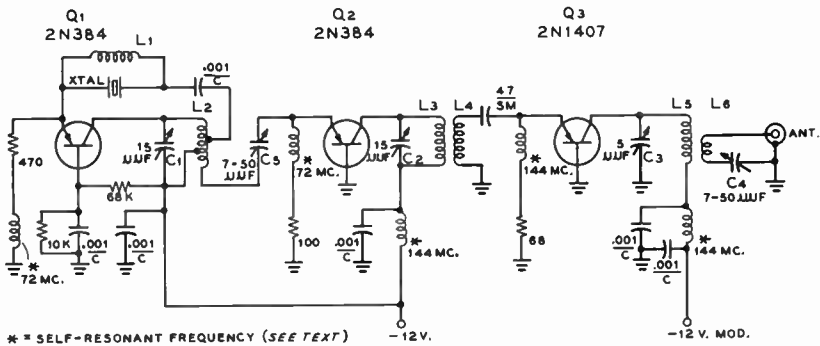 Q1
2N384
Q2
2N384
Q3
2N1407
L1
XTAL
.001
C
L2
470
15
µµF
C1
7-50
µµF
C5
68K
10K
.001
C
.001
C
*
72 MC.
*
72 MC.
100
15
µµF
C2
.001
C
*
144 MC.
L3
L4
47
SM
*
144 MC.
68
5
µµF
C3
L5
L6
ANT.
C4
7-50µµF
.001
C
.001
C
*
144 MC.
-12V.
-12 V. MOD.
* = SELF-RESONANT FREQUENCY (SEE TEXT)